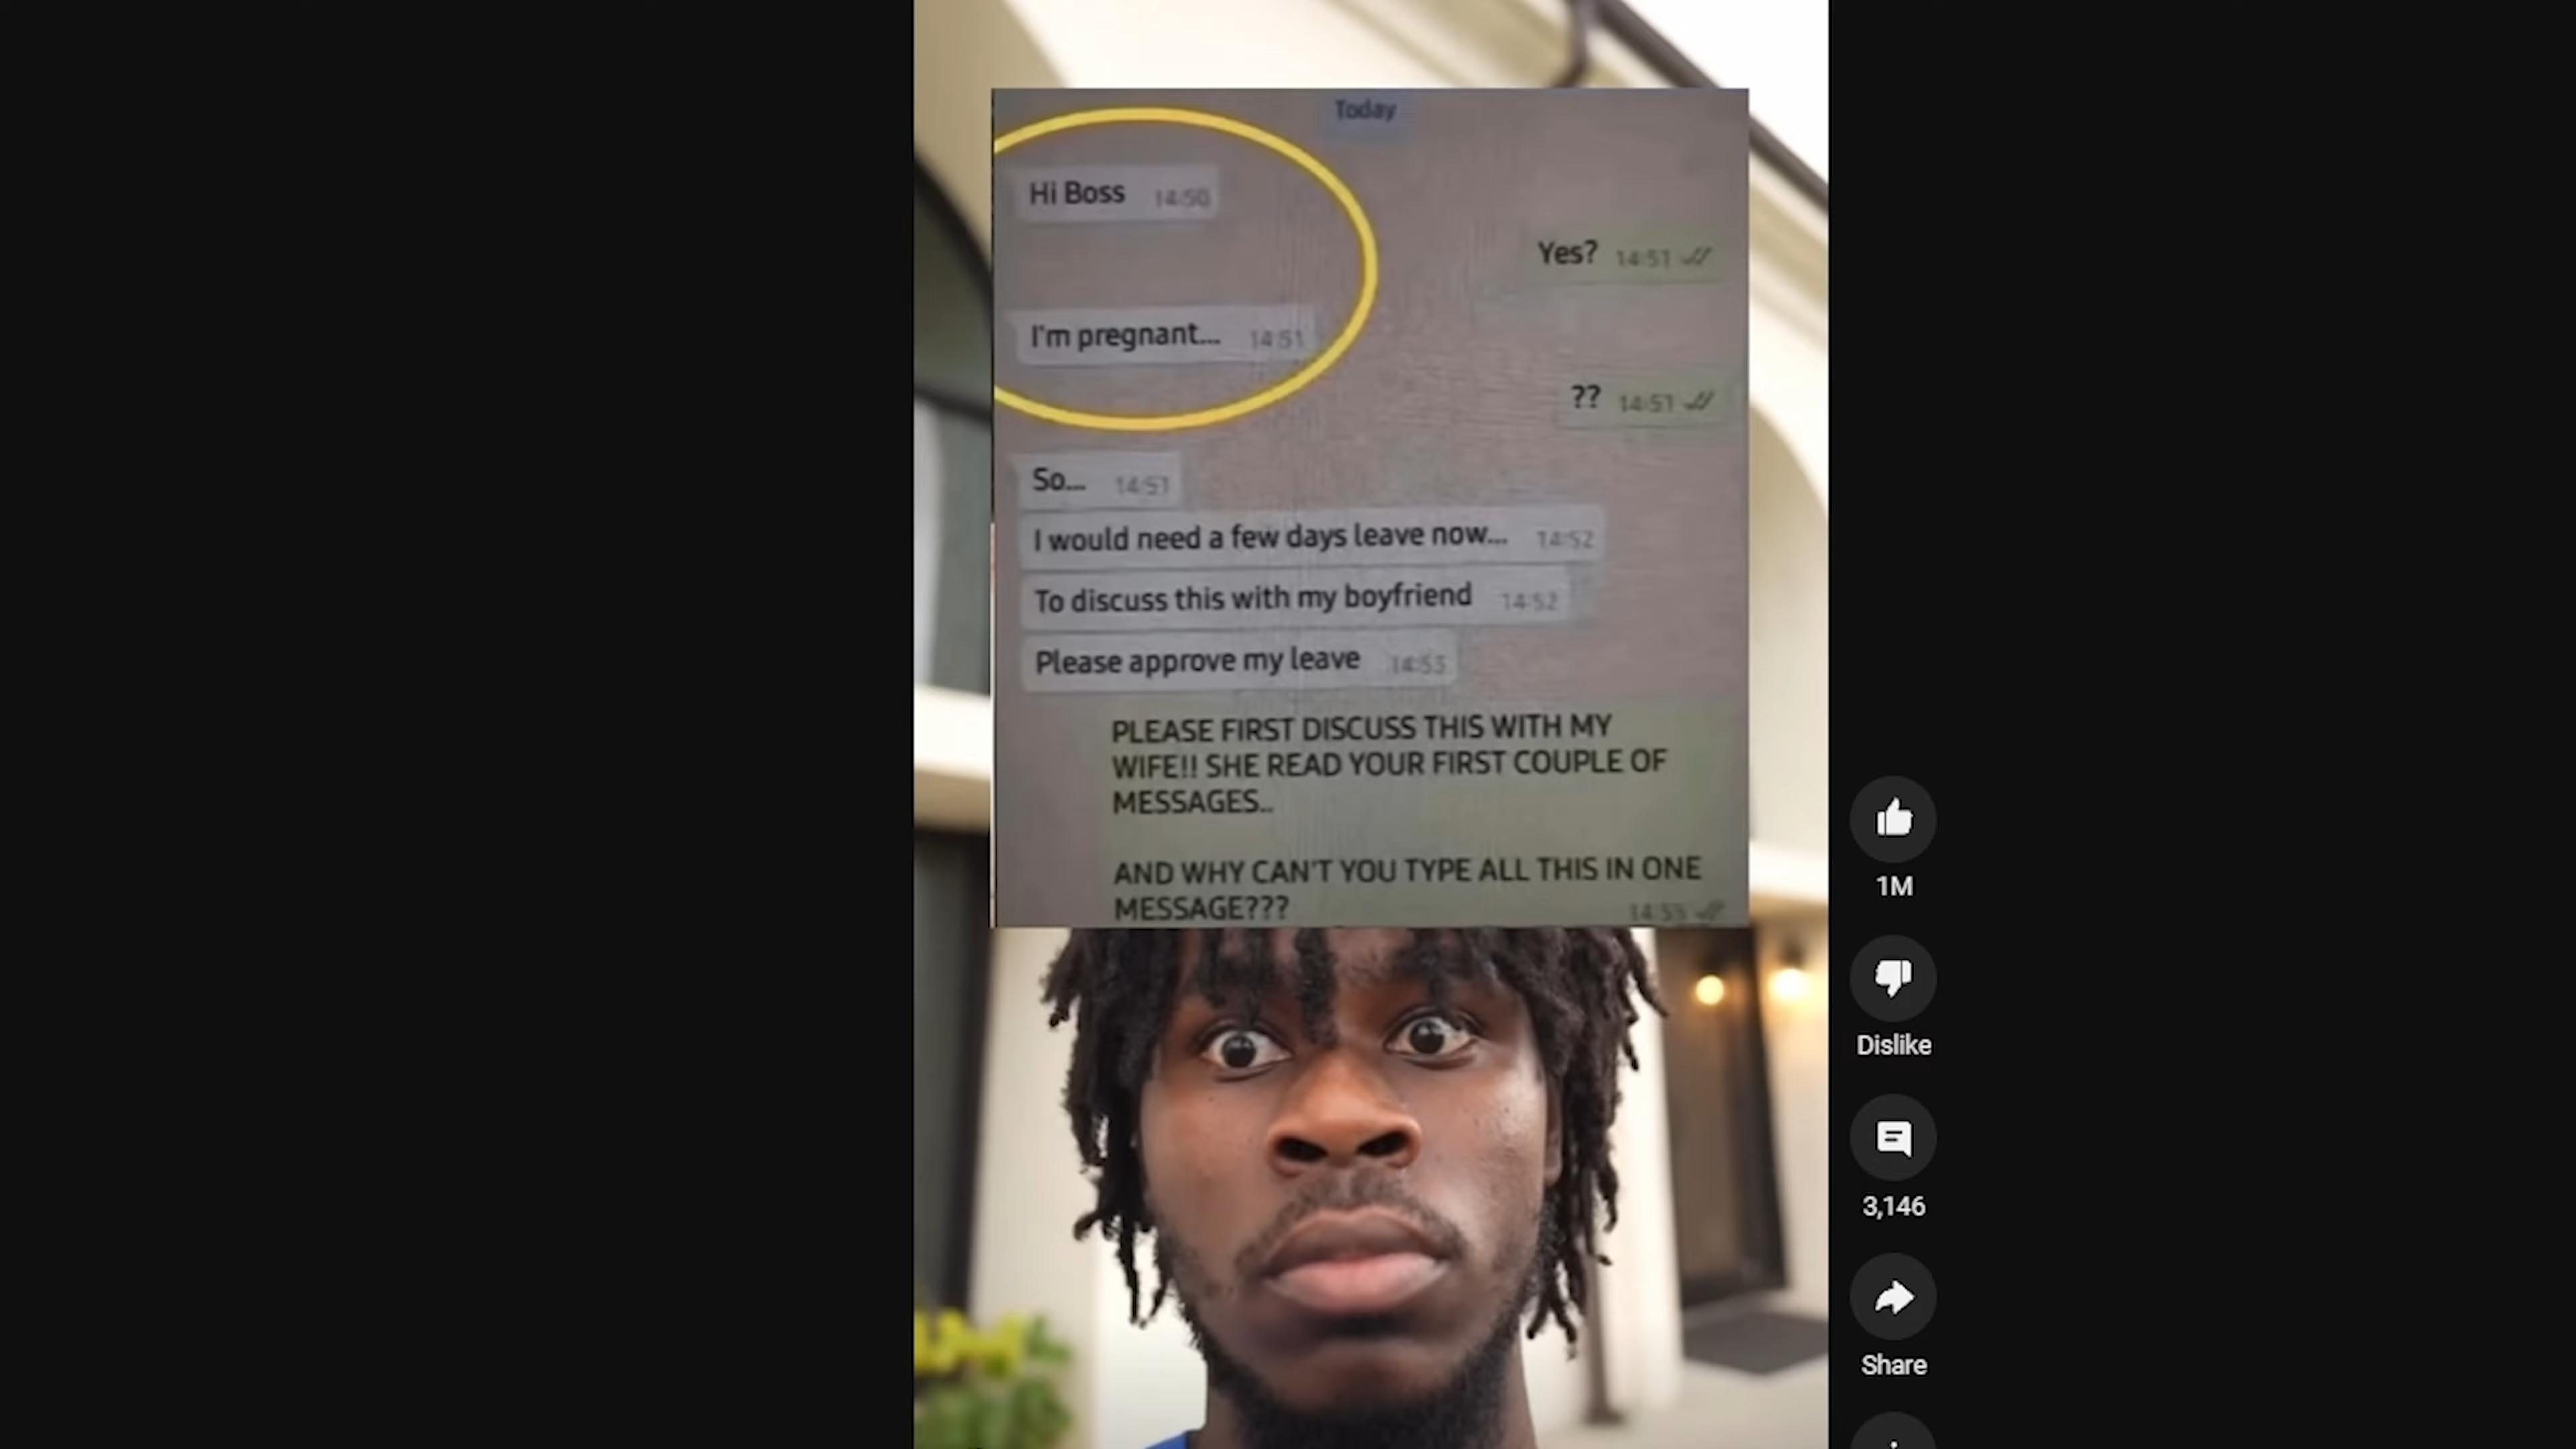 Today
Hi Boss 14:50
Yes? 14:51
I'm pregnant... 14:51
?? 14:51
So... 14:51
I would need a few days leave now... 14:52
To discuss this with my boyfriend 14:52
Please approve my leave 14:53
PLEASE FIRST DISCUSS THIS WITH MY
WIFE!! SHE READ YOUR FIRST COUPLE OF
MESSAGES..
AND WHY CAN'T YOU TYPE ALL THIS IN ONE
MESSAGE??? 14:55
1M
Dislike
3,146
Share